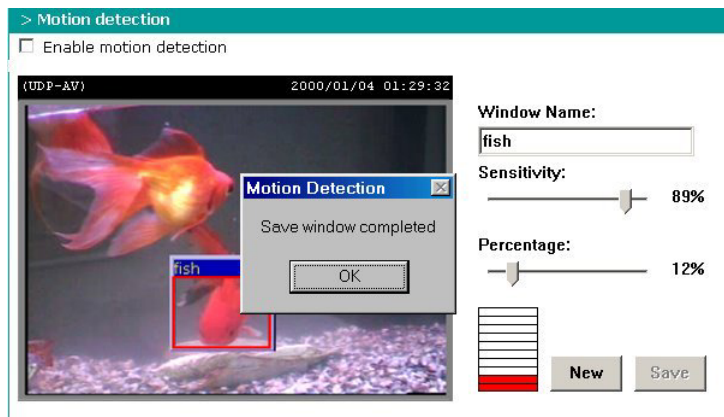 > Motion detection
Enable motion detection
(UDP-AV) 2000/01/04 01:29:32
Window Name:
fish
Sensitivity:
89%
Motion Detection
Save window completed
OK
fish
Percentage:
12%
New
Save